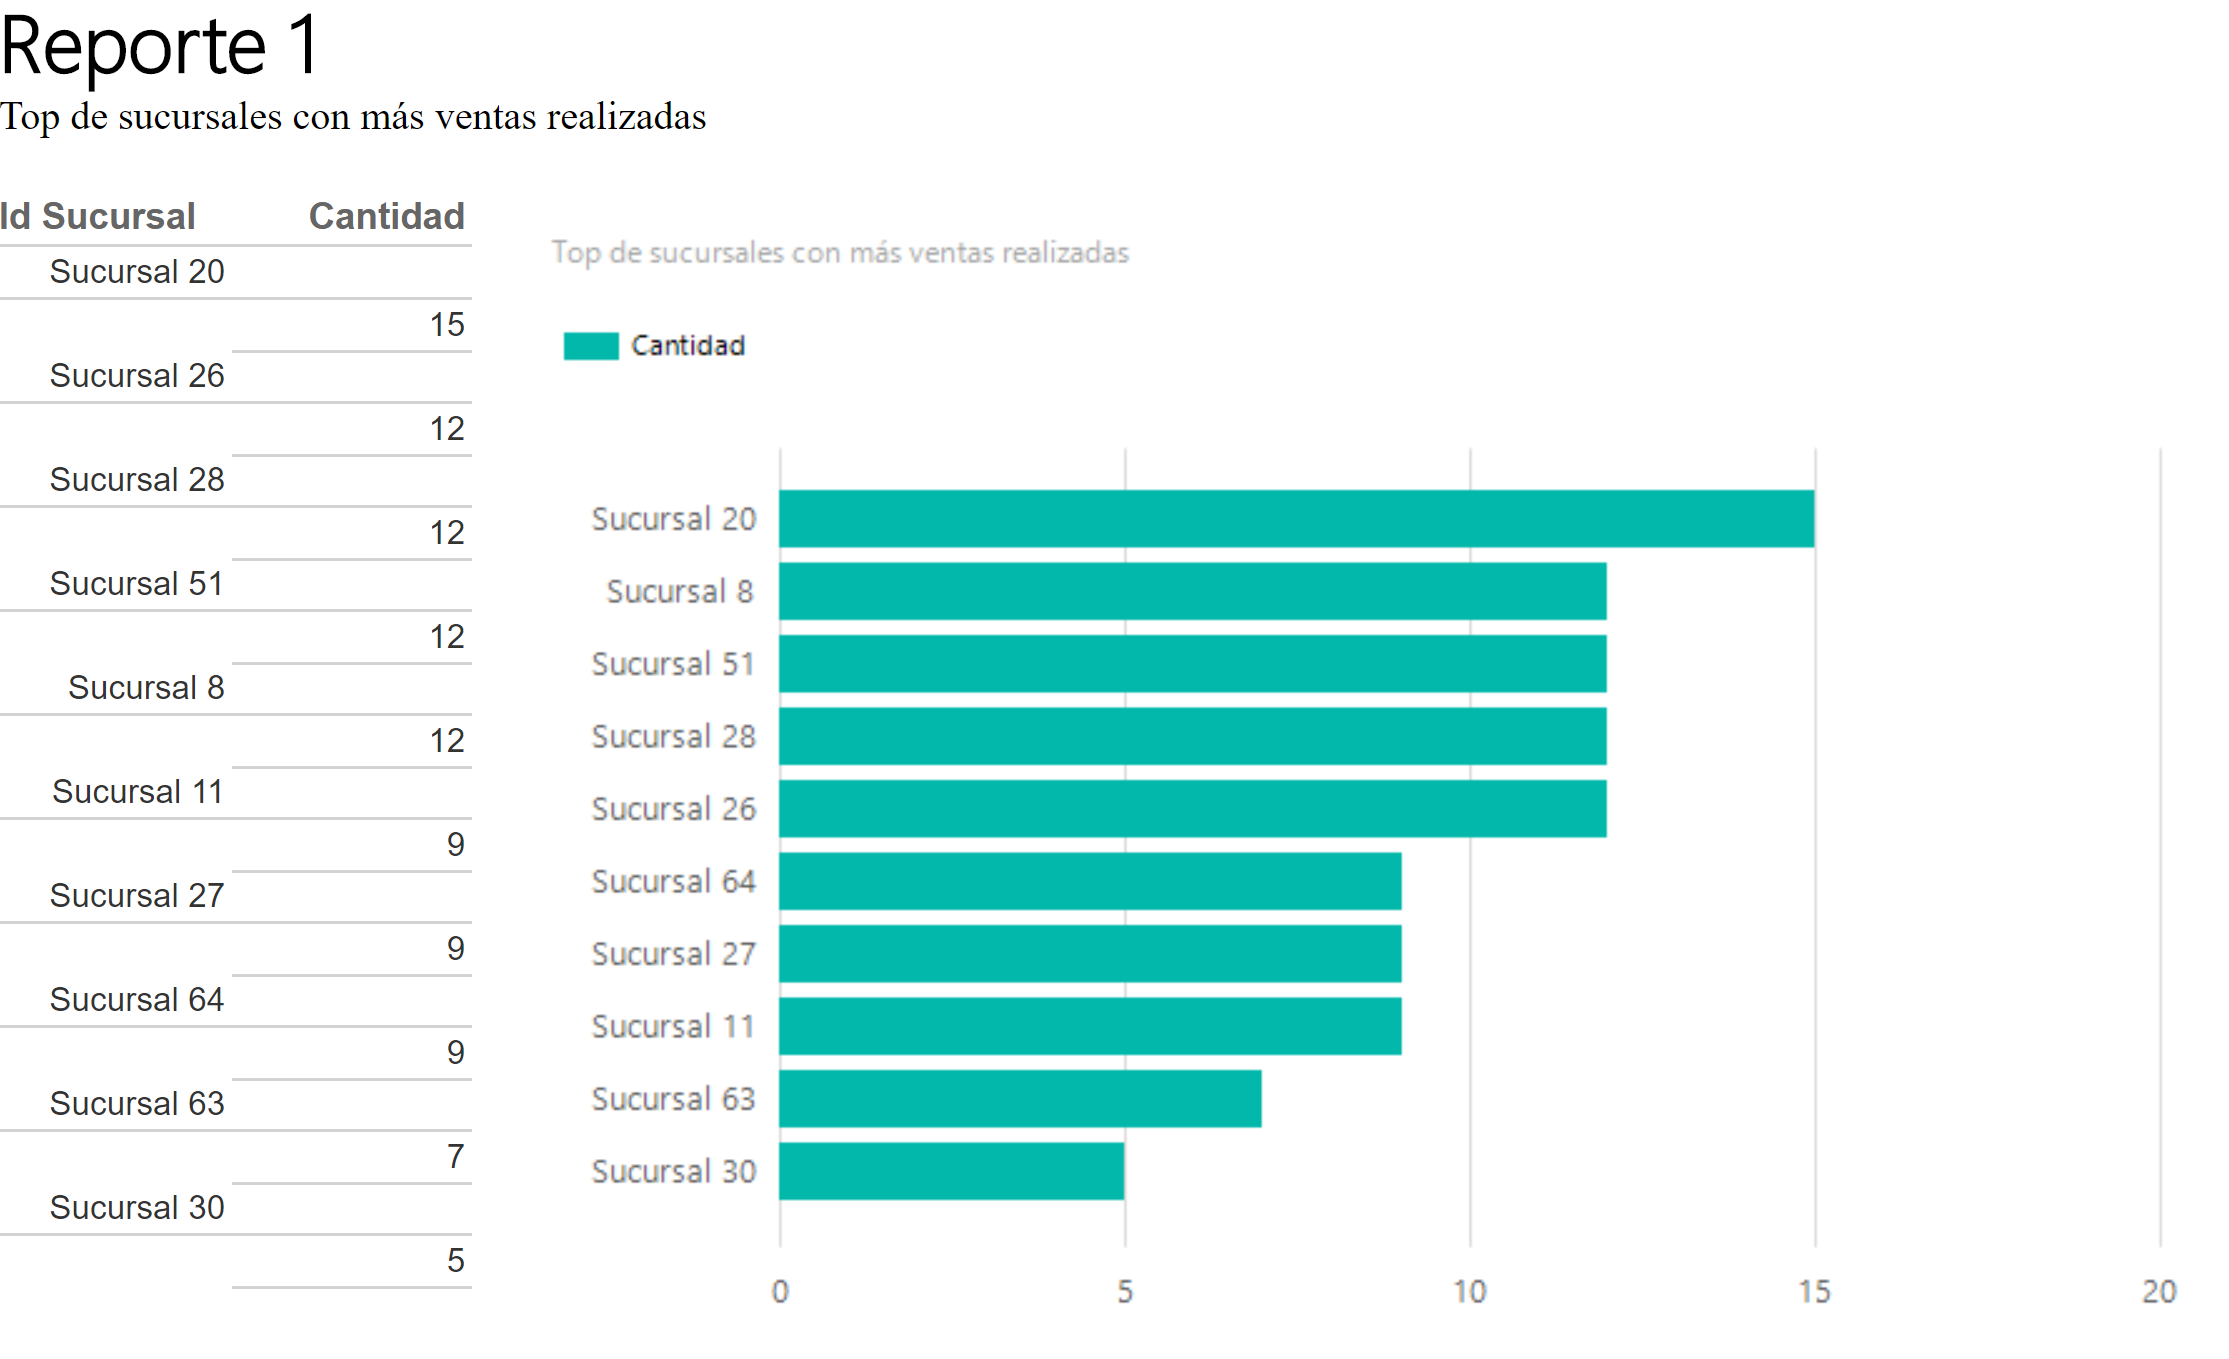 Reporte 1
Top de sucursales con más ventas realizadas
Id Sucursal Cantidad
Sucursal 20
15
Sucursal 26
12
Sucursal 28
12
Sucursal 51
12
Sucursal 8
12
Sucursal 11
9
Sucursal 27
9
Sucursal 64
9
Sucursal 63
7
Sucursal 30
5
Top de sucursales con más ventas realizadas
Cantidad
Sucursal 20
Sucursal 8
Sucursal 51
Sucursal 28
Sucursal 26
Sucursal 64
Sucursal 27
Sucursal 11
Sucursal 63
Sucursal 30
0 5 10 15 20